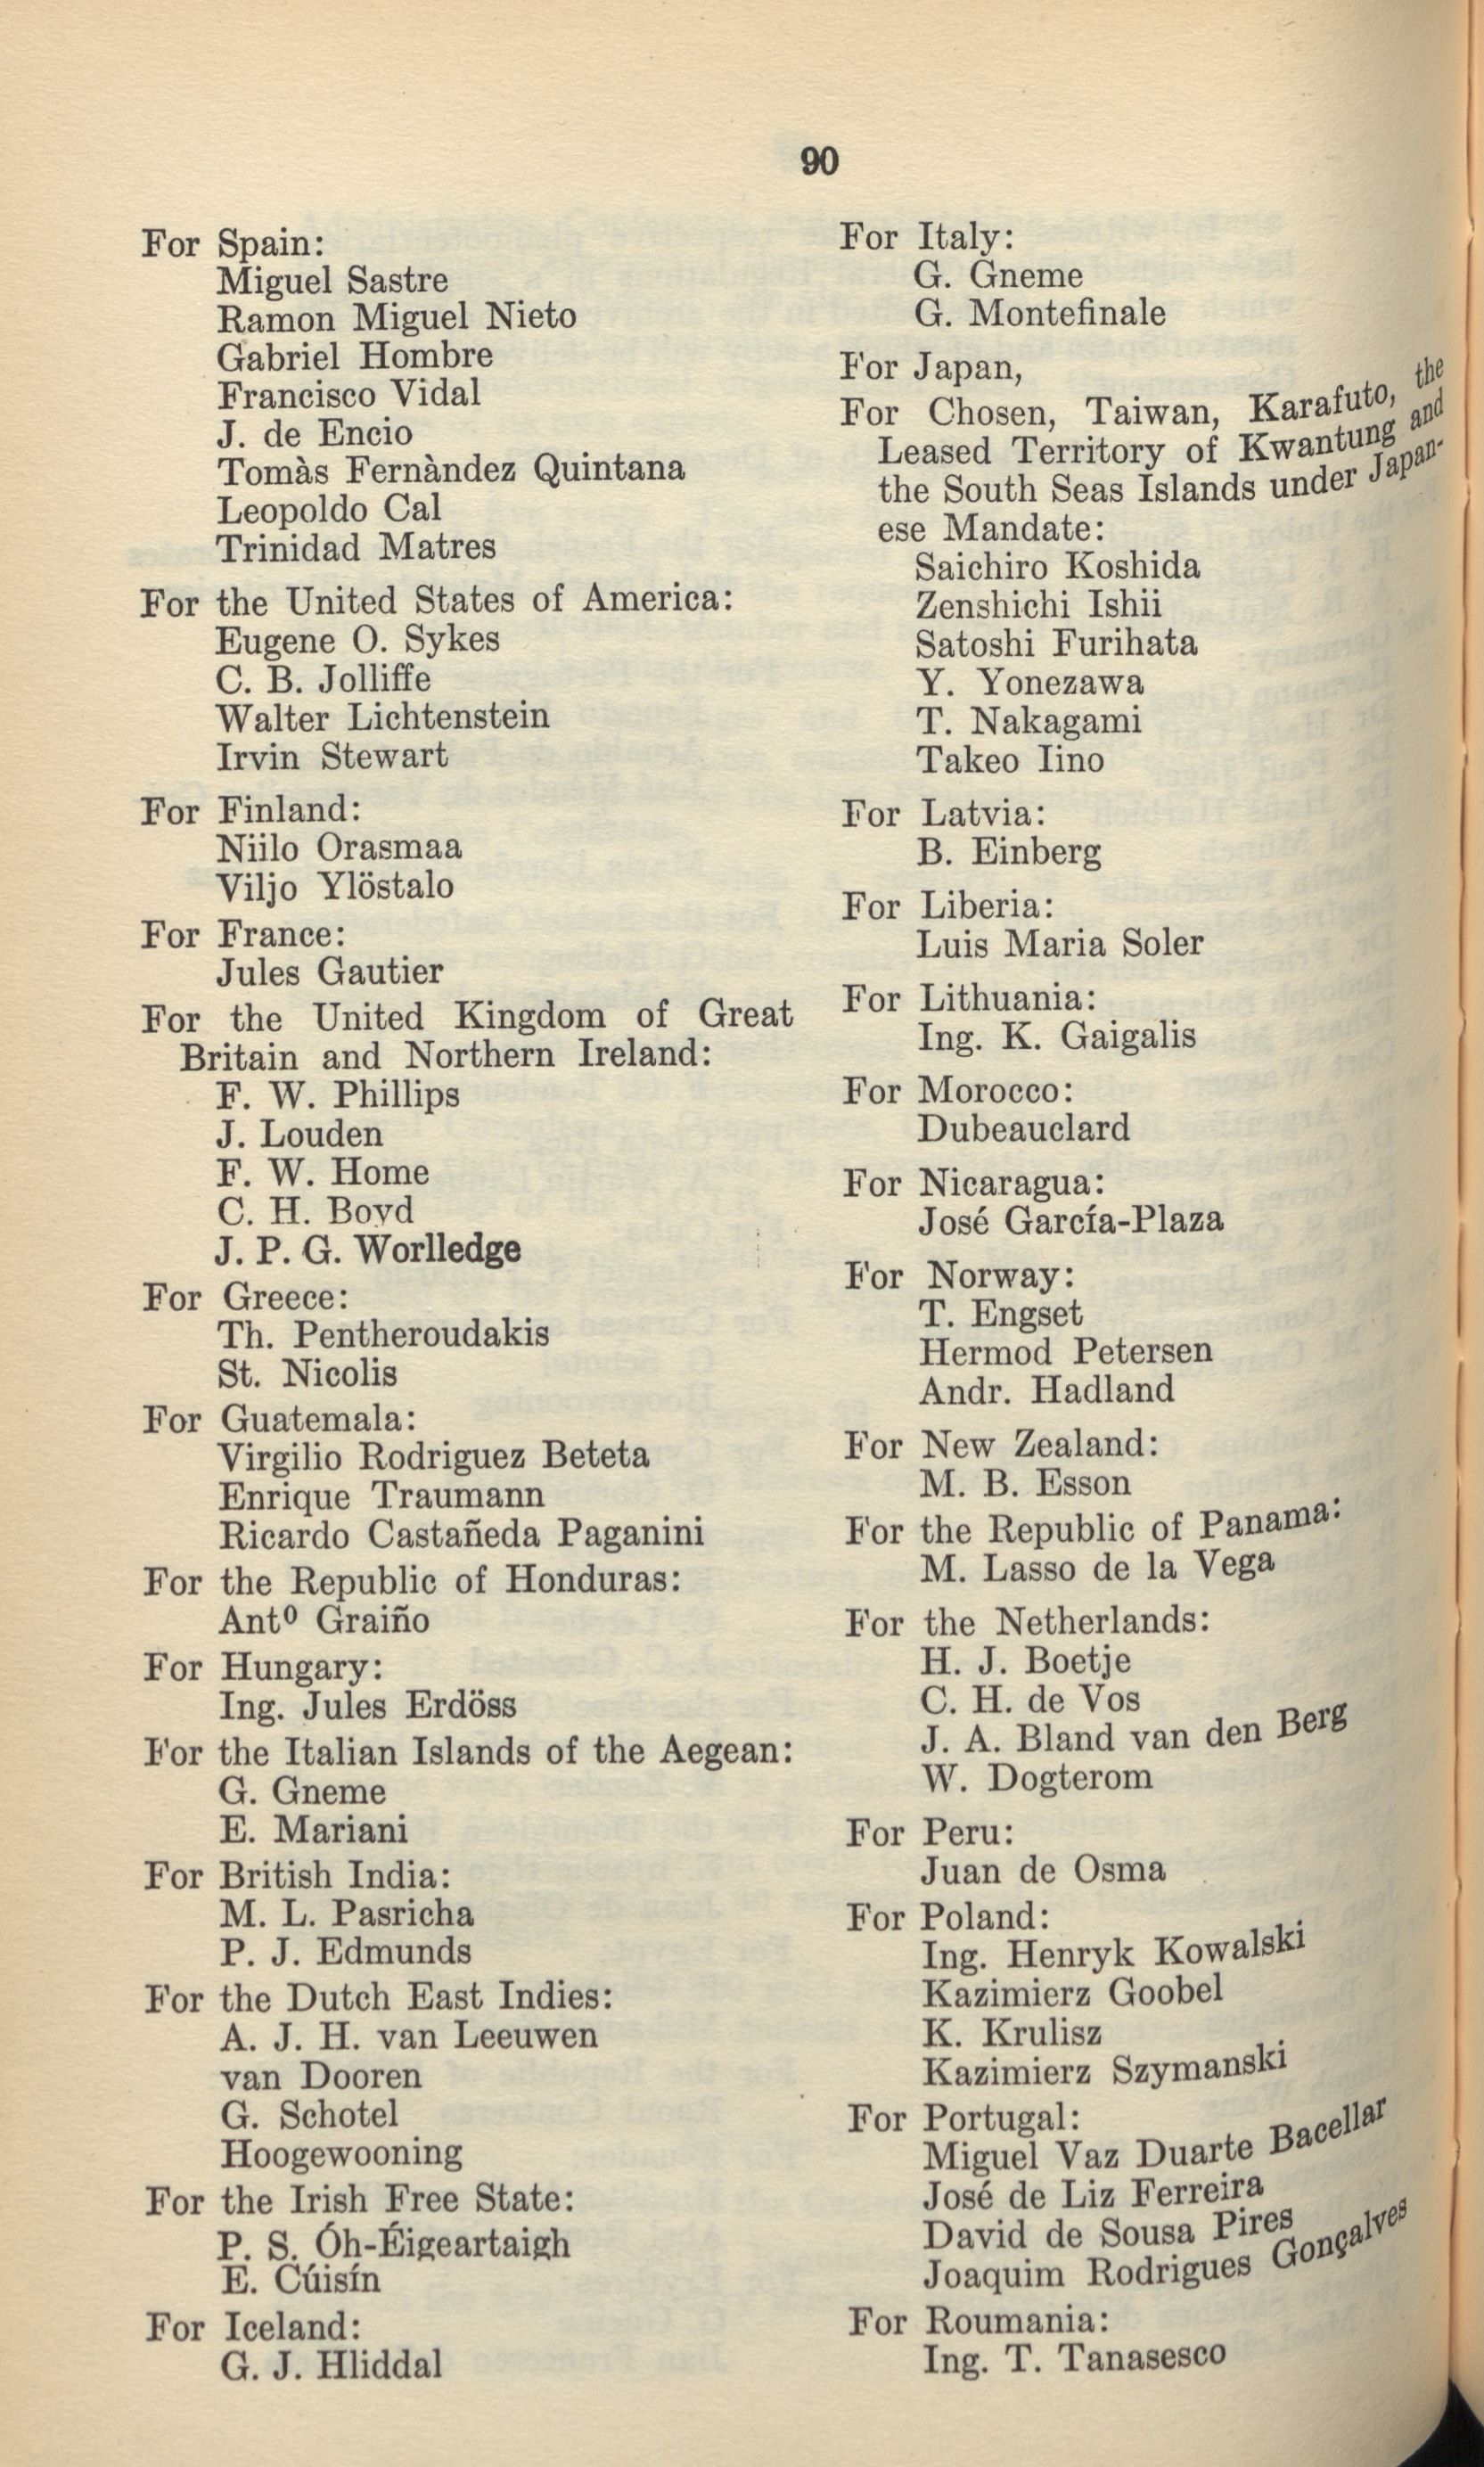 90
For Spain:
Miguel Sastre
Ramon Miguel Nieto
Gabriel Hombre
Francisco Vidal
J. de Encio
Tomàs Fernàndez Quintana
Leopoldo Cal
Trinidad Matres
For the United States of America:
Eugene O. Sykes
C. B. Jolliffe
Walter Lichtenstein
Irvin Stewart
For Finland:
Niilo Orasmaa
Viljo Ylöstalo
For France:
Jules Gautier
For the United Kingdom of Great
Britain and Northern Ireland:
F. W. Phillips
J. Louden
F. W. Home
C. H. Boyd
J. P. G. Worlledge
For Greece:
Th. Pentheroudakis
St. Nicolis
For Guatemala:
Virgilio Rodriguez Beteta
Enrique Traumann
Ricardo Castañeda Paganini
For the Republic of Honduras:
Antº Graiño
For Hungary:
Ing. Jules Erdöss
For the Italian Islands of the Aegean:
G. Gneme
E. Mariani
For British India:
M. L. Pasricha
P. J. Edmunds
For the Dutch East Indies:
A. J. H. van Leeuwen
van Dooren
G. Schotel
Hoogewooning
For the Irish Free State:
P. S. Óh-Éigeartaigh
E. Cúisín
For Iceland:
G. J. Hliddal
For Italy:
G. Gneme
G. Montefinale
For Japan,
For Chosen, Taiwan, Karafuto, the
Leased Territory of Kwantung and
the South Seas Islands under Japan-
ese Mandate:
Saichiro Koshida
Zenshichi Ishii
Satoshi Furihata
Y. Yonezawa
T. Nakagami
Takeo Iino
For Latvia:
B. Einberg
For Liberia:
Luis Maria Soler
For Lithuania:
Ing. K. Gaigalis
For Morocco:
Dubeauclard
For Nicaragua:
José García-Plaza
For Norway:
T. Engset
Hermod Petersen
Andr. Hadland
For New Zealand:
M. B. Esson
For the Republic of Panama:
M. Lasso de la Vega
For the Netherlands:
H. J. Boetje
C. H. de Vos
J. A. Bland van den Berg
W. Dogterom
For Peru:
Juan de Osma
For Poland:
Ing. Henryk Kowalski
Kazimierz Goobel
K. Krulisz
Kazimierz Szymanski
For Portugal:
Miguel Vaz Duarte Bacellar
José de Liz Ferreira
David de Sousa Pires
Joaquim Rodrigues Gonçalves
For Roumania:
Ing. T. Tanasesco